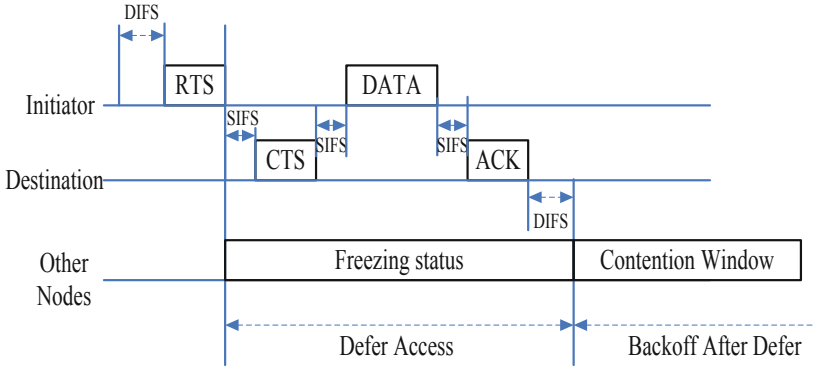 DIFS
RTS
DATA
Initiator
SIFS
SIFS
SIFS
CTS
ACK
Destination
DIFS
Other
Nodes
Freezing status
Contention Window
Defer Access
Backoff After Defer